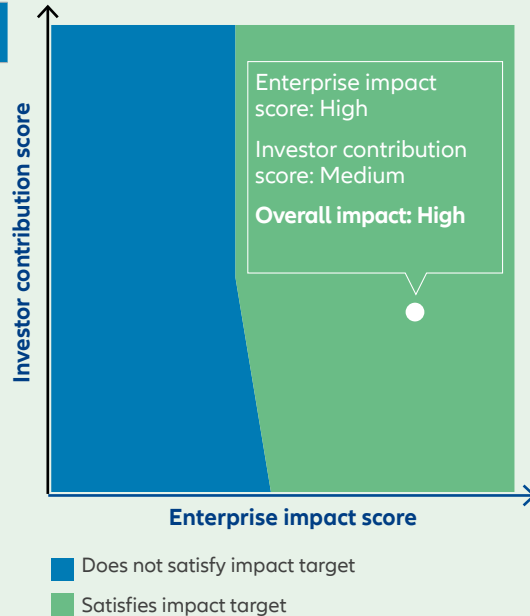 Investor contribution score
Enterprise impact
score: High
Investor contribution
score: Medium
Overall impact: High
Enterprise impact score
Does not satisfy impact target
Satisfies impact target